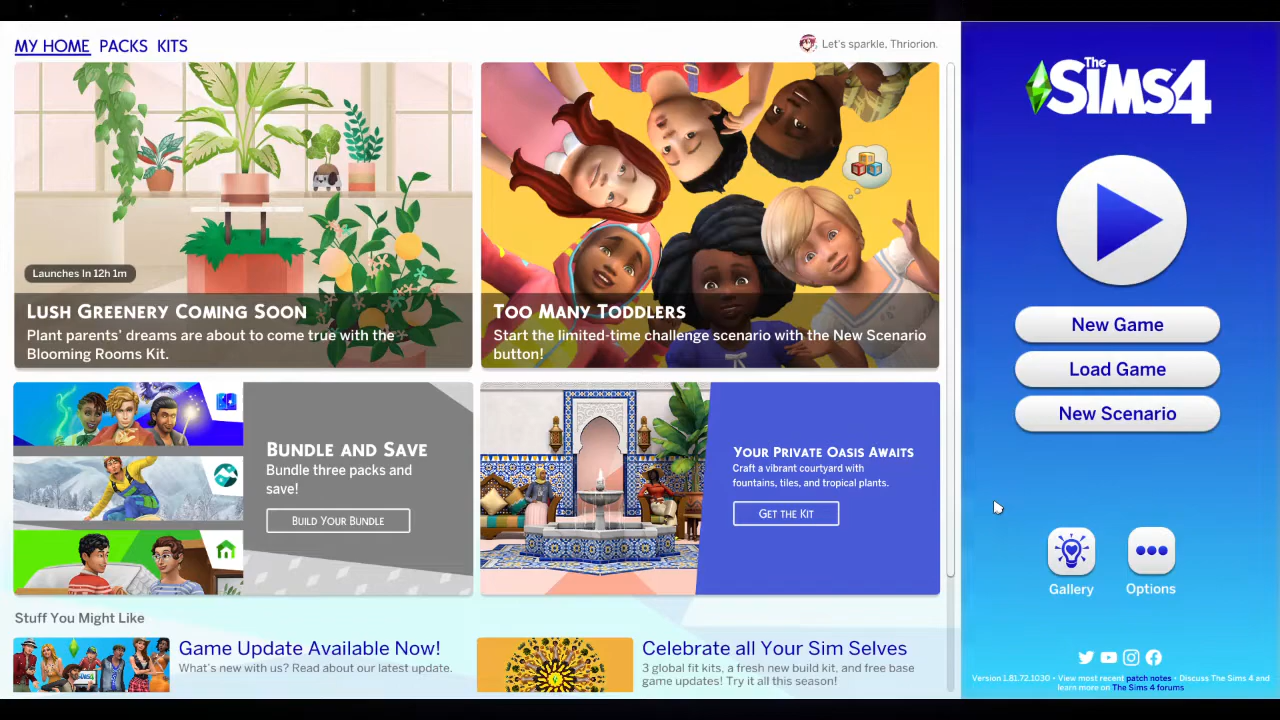 MY HOME PACKS KITS
Let's sparkle, Thriorion.
Launches In 12h 1m
LUSH GREENERY COMING SOON
Plant parents' dreams are about to come true with the
Blooming Rooms Kit.
TOO MANY TODDLERS
Start the limited-time challenge scenario with the New Scenario
button!
BUNDLE AND SAVE
Bundle three packs and
save!
BUILD YOUR BUNDLE
YOUR PRIVATE OASIS AWAITS
Craft a vibrant courtyard with
fountains, tiles, and tropical plants.
GET THE KIT
Stuff You Might Like
Game Update Available Now!
What's new with us? Read about our latest update.
Celebrate all Your Sim Selves
3 global fit kits, a fresh new build kit, and free base
game updates! Try it all this season!
The SIMS 4
New Game
Load Game
New Scenario
Gallery
Options
Version 1.81.72.1030 • View most recent patch notes • Discuss The Sims 4 and
learn more on The Sims 4 forums